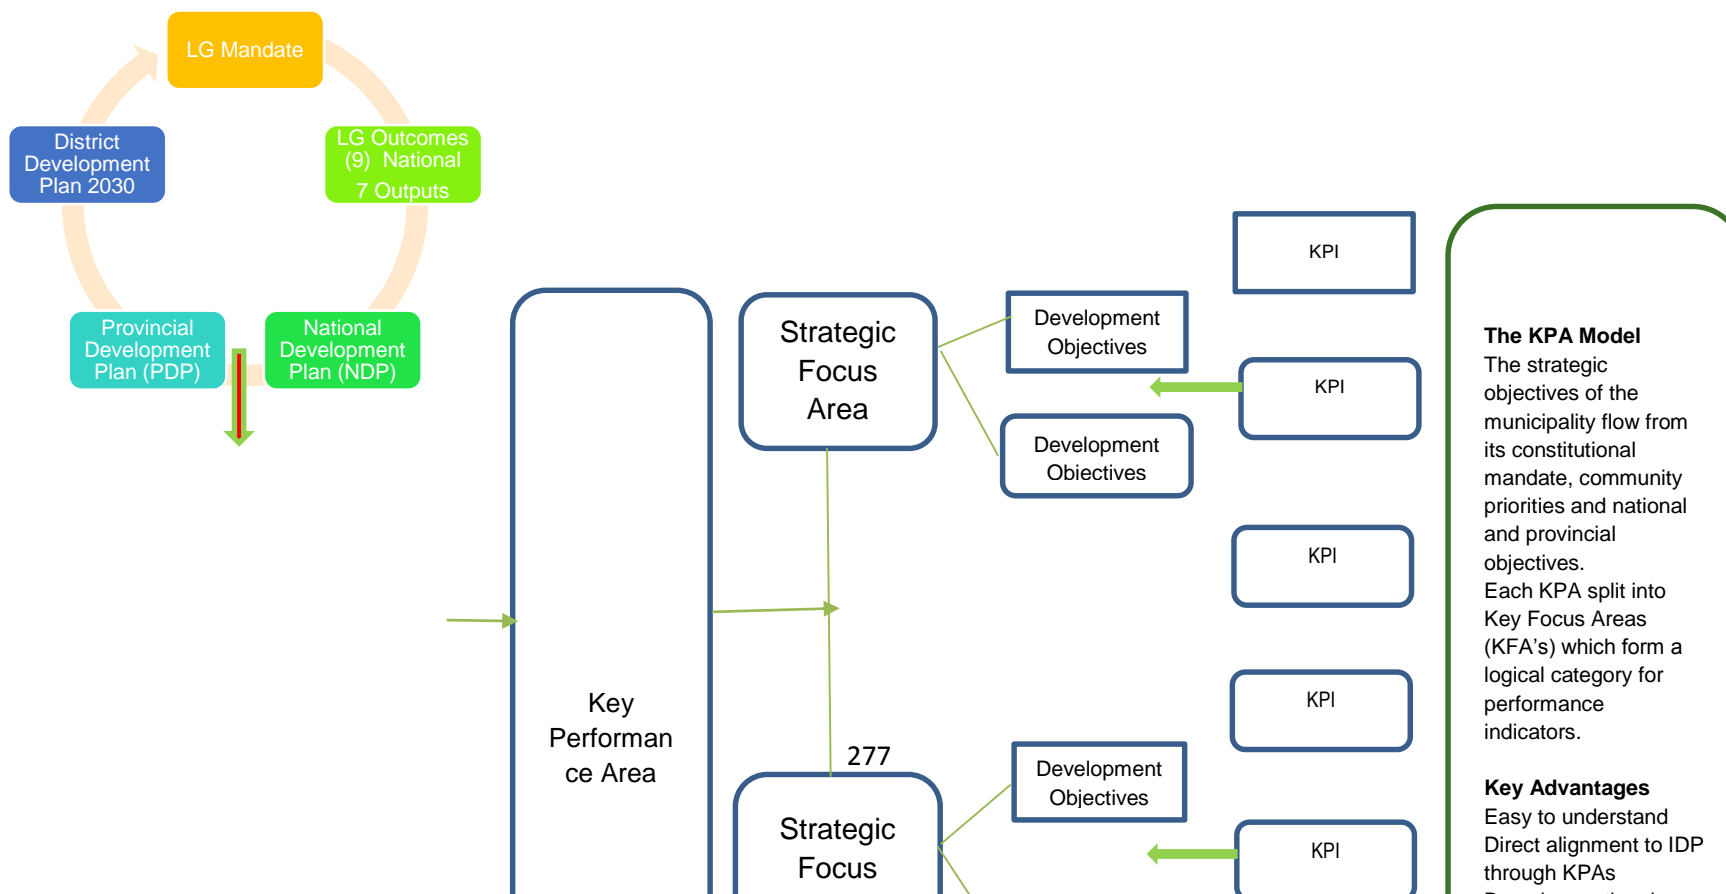 LG Mandate
District
Development
Plan 2030
LG Outcomes
(9) National
7 Outputs
Provincial
Development
Plan (PDP)
National
Development
Plan (NDP)
Key
Performan
ce Area
Strategic
Focus
Area
Development
Objectives
Development
Objectives
KPI
KPI
KPI
KPI
277
Strategic
Focus
Development
Objectives
KPI
The KPA Model
The strategic
objectives of the
municipality flow from
its constitutional
mandate, community
priorities and national
and provincial
objectives.
Each KPA split into
Key Focus Areas
(KFA's) which form a
logical category for
performance
indicators.
Key Advantages
Easy to understand
Direct alignment to IDP
through KPAs